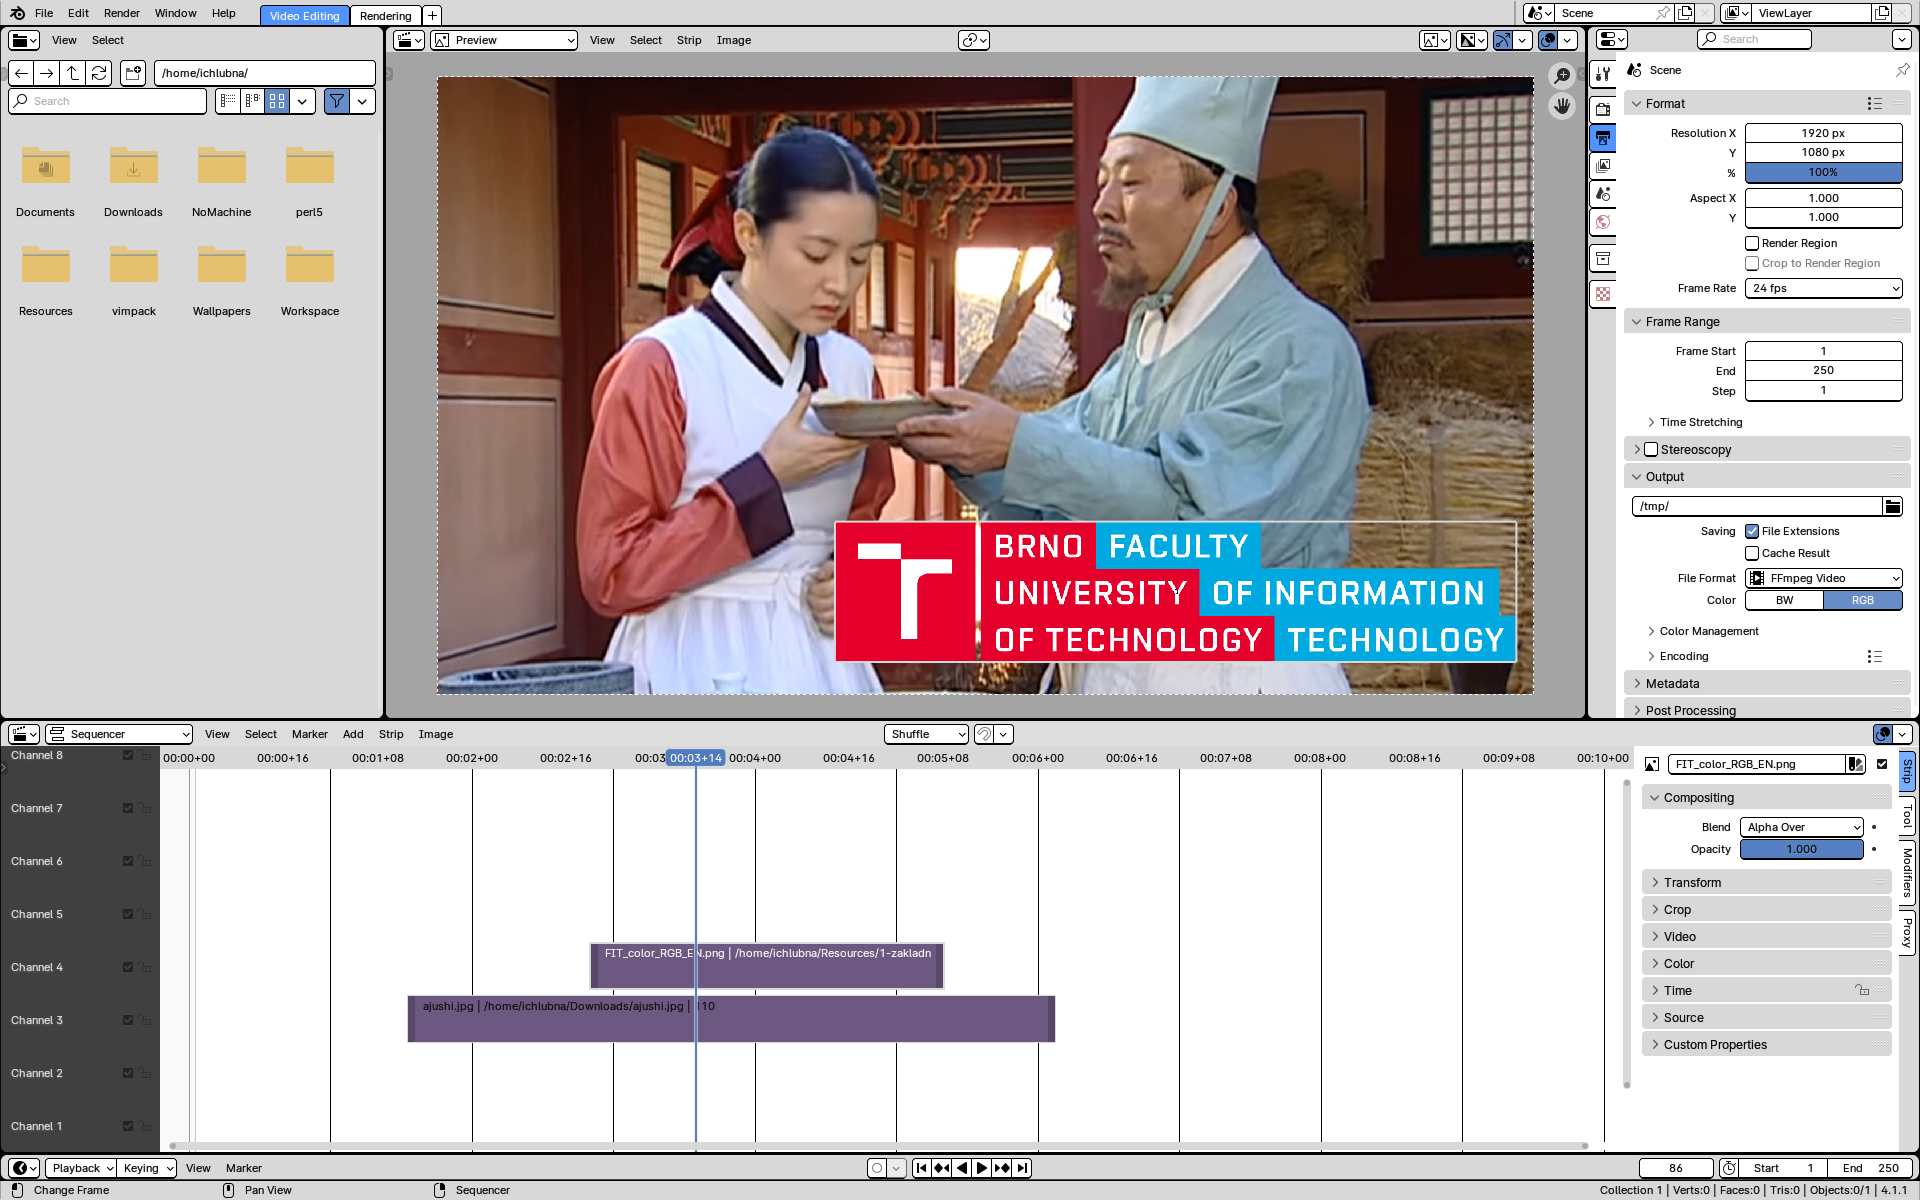 File Edit Render Window Help Video Editing Rendering + Scene ViewLayer
View Select Preview View Select Strip Image Search
/home/ichlubna/
Search
Documents Downloads NoMachine perl5
Resources vimpack Wallpapers Workspace
BRNO FACULTY
UNIVERSITY OF INFORMATION
OF TECHNOLOGY TECHNOLOGY
Scene
Format
Resolution X 1920 px
Y 1080 px
% 100%
Aspect X 1.000
Y 1.000
Render Region
Crop to Render Region
Frame Rate 24 fps
Frame Range
Frame Start 1
End 250
Step 1
Time Stretching
Stereoscopy
Output
/tmp/
Saving File Extensions
Cache Result
File Format FFmpeg Video
Color BW RGB
Color Management
Encoding
Metadata
Post Processing
Sequencer View Select Marker Add Strip Image Shuffle
00:00+00 00:00+16 00:01+08 00:02+00 00:02+16 00:03 00:03+14 00:04+00 00:04+16 00:05+08 00:06+00 00:06+16 00:07+08 00:08+00 00:08+16 00:09+08 00:10+00
Channel 8
Channel 7
Channel 6
Channel 5
Channel 4
Channel 3
Channel 2
Channel 1
FIT_color_RGB_EN.png | /home/ichlubna/Resources/1-zakladn
ajushi.jpg | /home/ichlubna/Downloads/ajushi.jpg | 110
FIT_color_RGB_EN.png
Compositing
Blend Alpha Over
Opacity 1.000
Transform
Crop
Video
Color
Time
Source
Custom Properties
Strip
Tool
Modifiers
Proxy
Playback Keying View Marker 86 Start 1 End 250
Change Frame Pan View Sequencer Collection 1 | Verts:0 | Faces:0 | Tris:0 | Objects:0/1 | 4.1.1